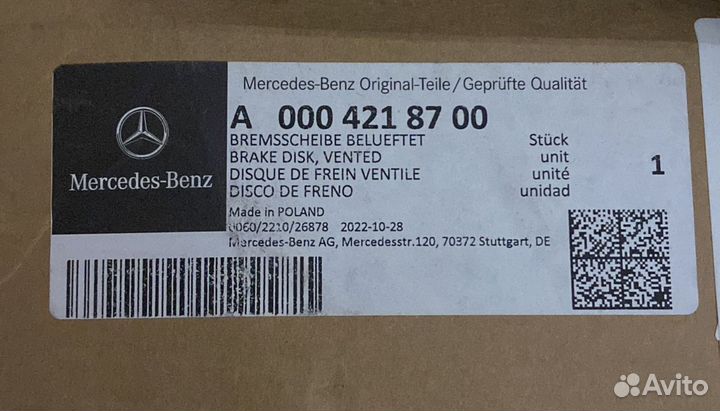 Mercedes-Benz Original-Teile/Geprüfte Qualität
A 000 421 87 00
BREMSSCHEIBE BELUEFTET Stück
BRAKE DISK, VENTED unit
DISQUE DE FREIN VENTILE unité
DISCO DE FRENO unidad
1
Mercedes-Benz
Made in POLAND
0060/2210/26878 2022-10-28
Mercedes-Benz AG, Mercedesstr.120, 70372 Stuttgart, DE
Avito